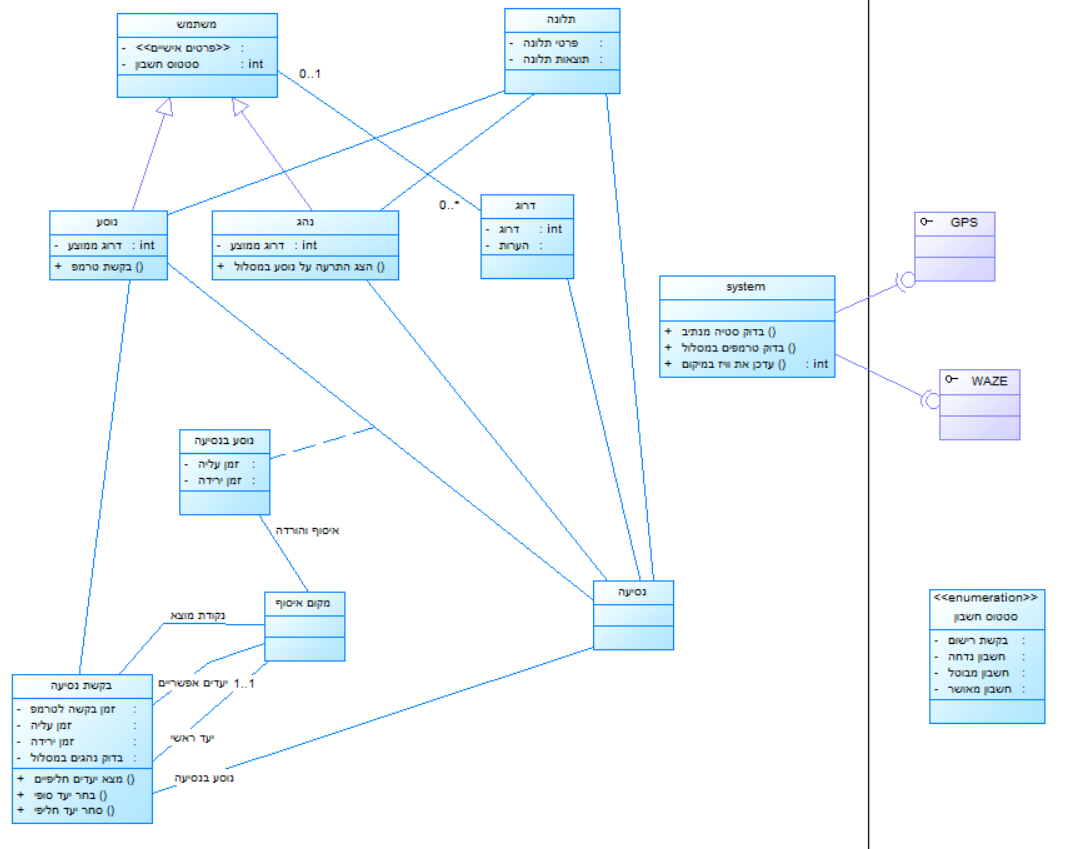 משתמש
- <<פרטים אישיים>> :
- סטטוס חשבון : int
תלונה
- פרטי תלונה :
- תוצאות תלונה :
0..1
0..*
נוסע
- דרוג ממוצע : int
+ בקשת טרמפ ()
נהג
- דרוג ממוצע : int
+ הצג התרעה על נוסע במסלול ()
דרוג
- דרוג : int
- הערות :
GPS
system
+ בדוק סטיה מנתיב ()
+ בדוק טרמפים במסלול ()
+ עדכן את וויז במיקום () : int
WAZE
נוסע בנסיעה
- זמן עליה :
- זמן ירידה :
איסוף והורדה
נסיעה
מקום איסוף
נקודת מוצא
<<enumeration>>
סטטוס חשבון
- בקשת רישום :
- חשבון נדחה :
- חשבון מבוטל :
- חשבון מאושר :
יעדים אפשריים
1..1
בקשת נסיעה
- זמן בקשה לטרמפ :
- זמן עליה :
- זמן ירידה :
- בדוק נהגים במסלול :
+ מצא יעדים חליפיים ()
+ בחר יעד סופי ()
+ סחר יעד חליפי ()
יעד ראשי
נוסע בנסיעה